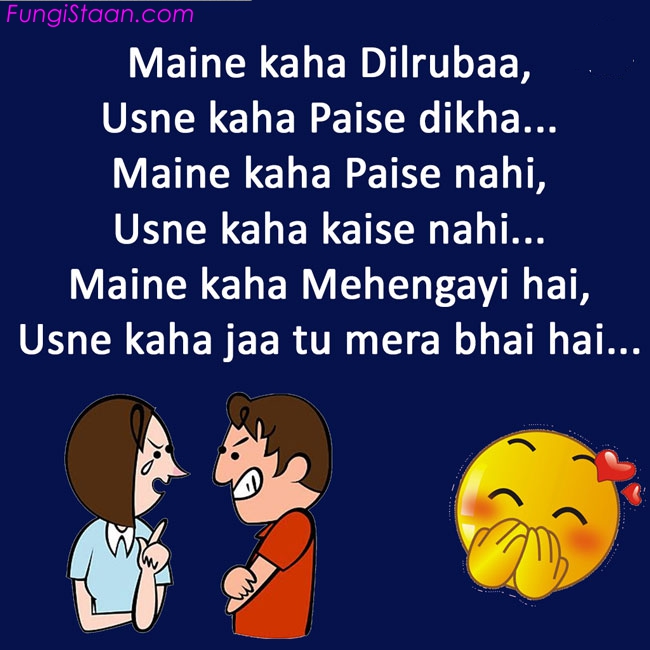 FungiStaan.com
Maine kaha Dilrubaa,
Usne kaha Paise dikha...
Maine kaha Paise nahi,
Usne kaha kaise nahi...
Maine kaha Mehengayi hai,
Usne kaha jaa tu mera bhai hai...